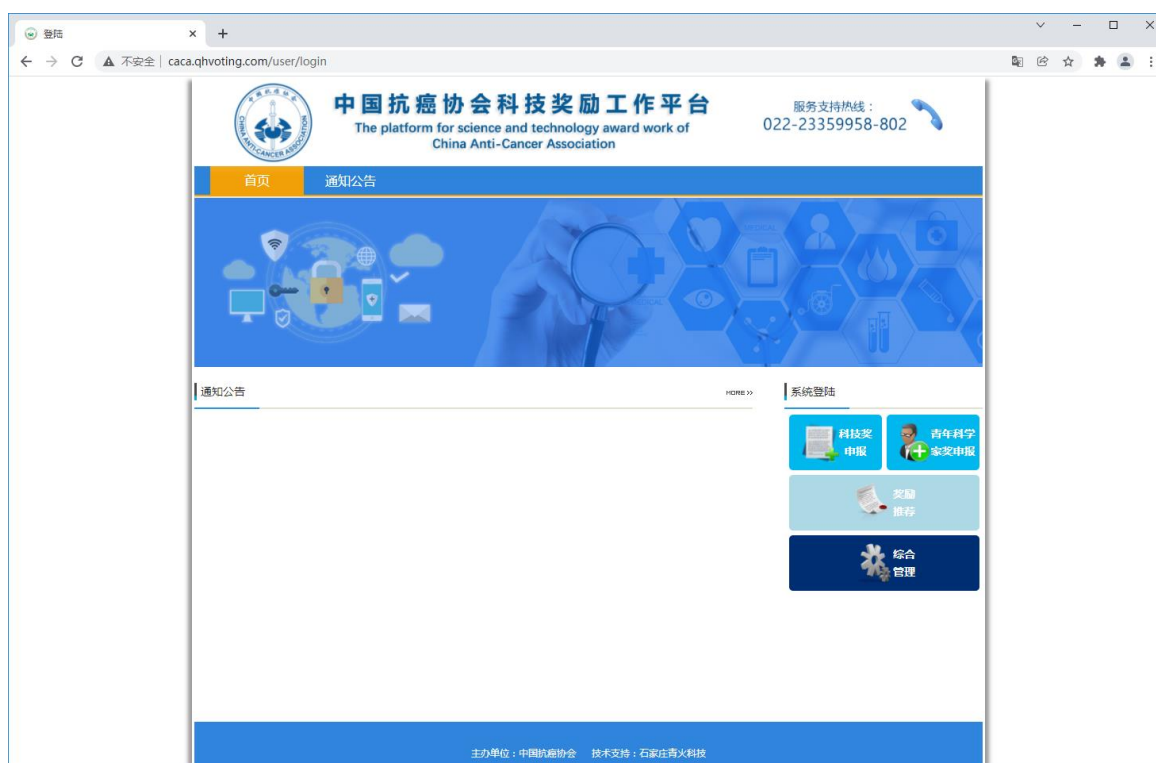 登陆
不安全 | caca.qhvoting.com/user/login
CHINA ANTI-CANCER ASSOCIATION
中国抗癌协会科技奖励工作平台
The platform for science and technology award work of
China Anti-Cancer Association
服务支持热线：
022-23359958-802
首页
通知公告
MEDICAL
通知公告
MORE >>
系统登陆
科技奖
申报
青年科学
家奖申报
奖励
推荐
综合
管理
主办单位：中国抗癌协会 技术支持：石家庄青火科技